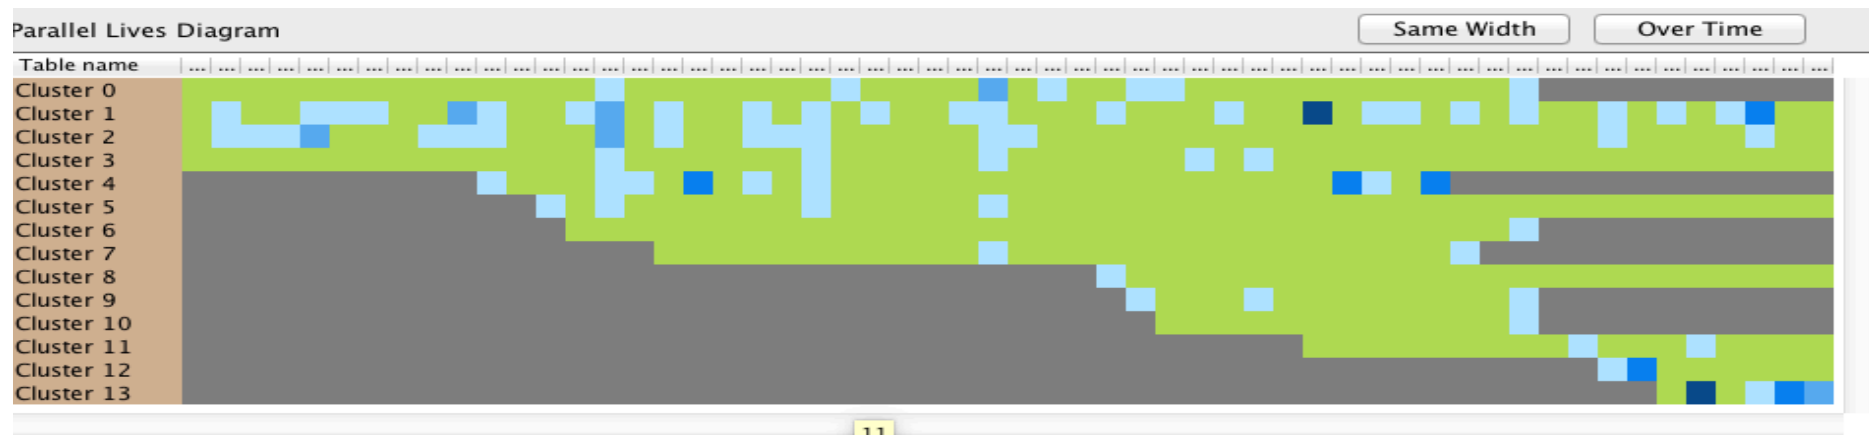 Parallel Lives Diagram Same Width Over Time
Table name ... ... ... ... ... ... ... ... ... ... ... ... ... ... ... ... ... ... ... ... ... ... ... ... ... ... ... ... ... ... ... ... ... ... ... ... ... ... ... ... ... ... ... ... ... ... ... ... ... ... ... ... ... ... ... ...
Cluster 0
Cluster 1
Cluster 2
Cluster 3
Cluster 4
Cluster 5
Cluster 6
Cluster 7
Cluster 8
Cluster 9
Cluster 10
Cluster 11
Cluster 12
Cluster 13
11